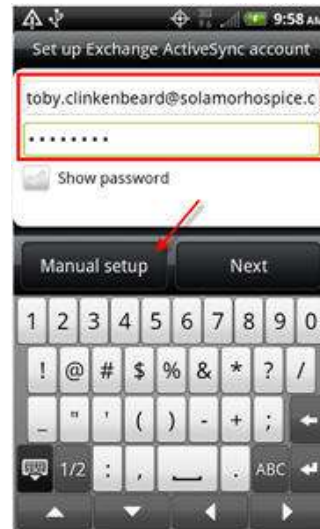 9:58 AM
Set up Exchange ActiveSync account
toby.clinkenbeard@solamorhospice.c
••••••••
Show password
Manual setup Next
1 2 3 4 5 6 7 8 9 0
! @ # $ % & * ? /
_ " ' ( ) - + ;
1/2 : , . ABC